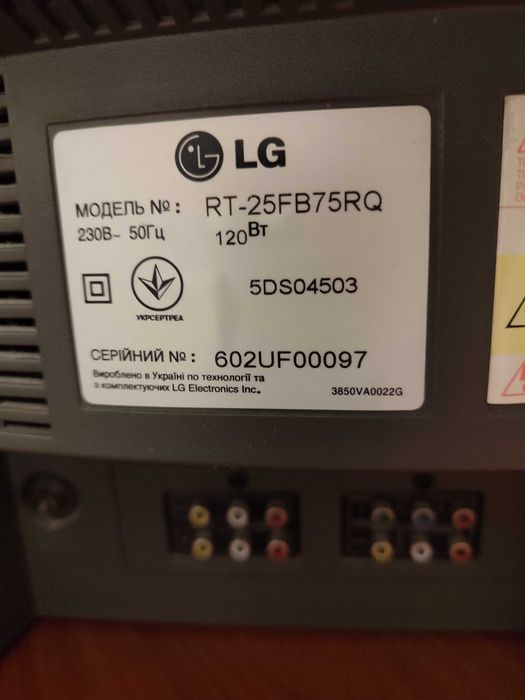 LG
МОДЕЛЬ №: RT-25FB75RQ
230В~ 50Гц 120Вт
5DS04503
УКРСЕРТРЕА
СЕРІЙНИЙ №: 602UF00097
Вироблено в Україні по технології та
з комплектуючих LG Electronics Inc.
3850VA0022G